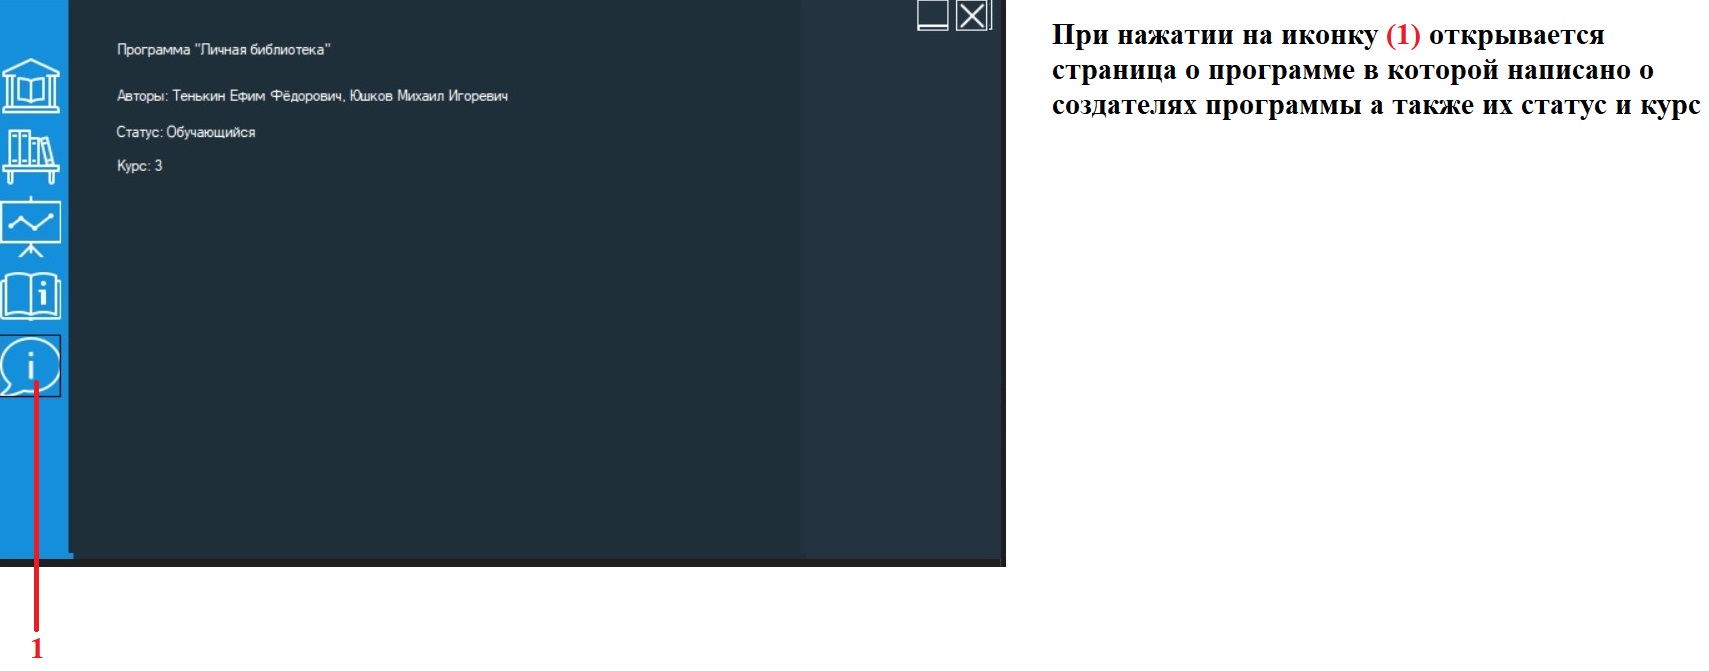 Программа "Личная библиотека"
Авторы: Тенькин Ефим Фёдорович, Юшков Михаил Игоревич
Статус: Обучающийся
Курс: 3
При нажатии на иконку (1) открывается
страница о программе в которой написано о
создателях программы а также их статус и курс
i
i
1